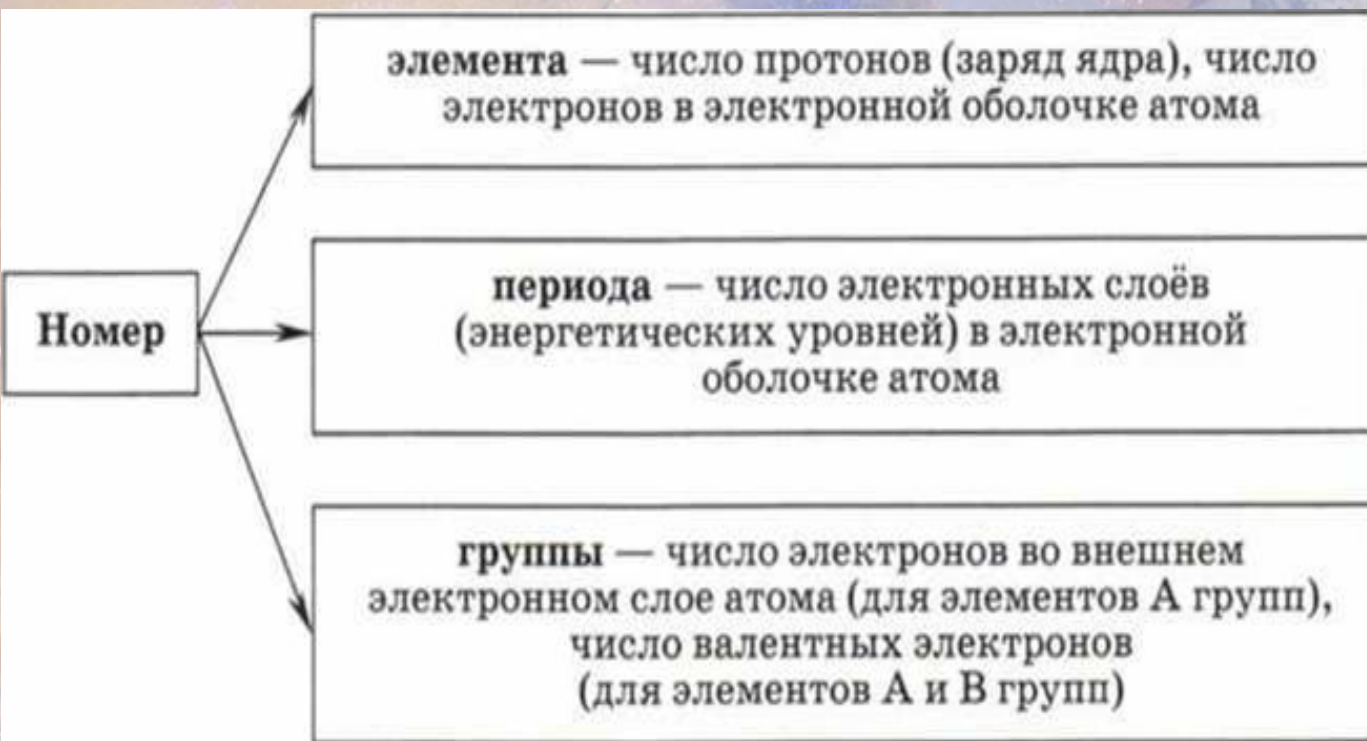 элемента — число протонов (заряд ядра), число
электронов в электронной оболочке атома
Номер
периода — число электронных слоёв
(энергетических уровней) в электронной
оболочке атома
группы — число электронов во внешнем
электронном слое атома (для элементов А групп),
число валентных электронов
(для элементов А и В групп)